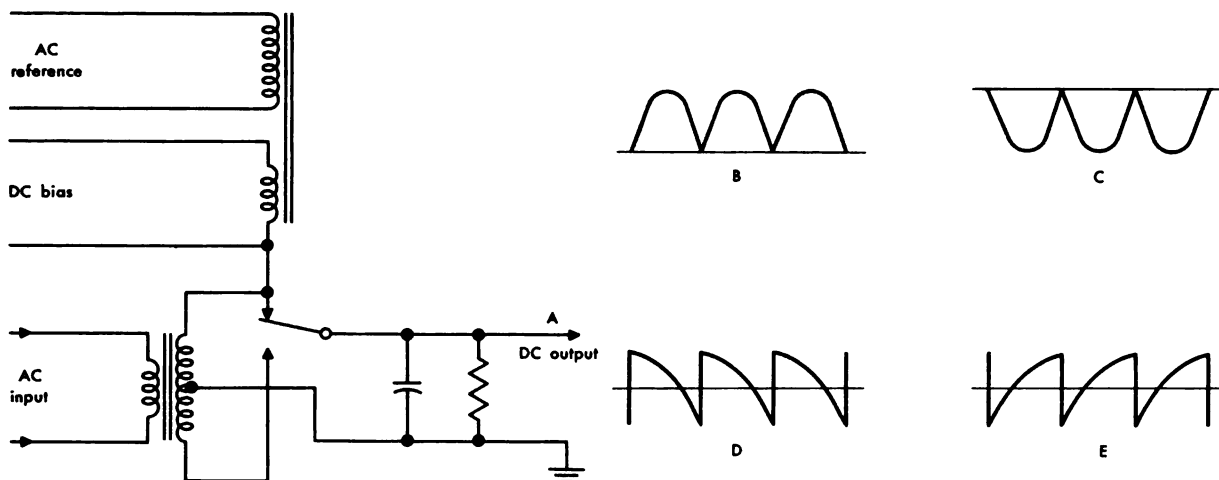 AC
reference
DC bias
AC
input
A
DC output
B
C
D
E